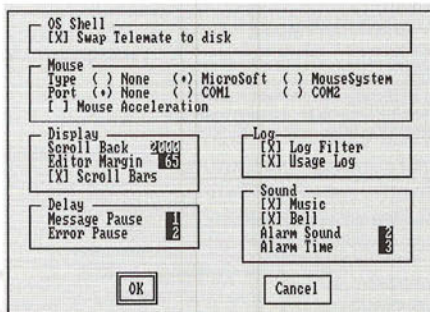 OS Shell
[X] Swap Telemate to disk
Mouse
Type ( ) None (•) MicroSoft ( ) MouseSystem
Port (•) None ( ) COM1 ( ) COM2
[ ] Mouse Acceleration
Display
Scroll Back 2000
Editor Margin 65
[X] Scroll Bars
Log
[X] Log Filter
[X] Usage Log
Delay
Message Pause 1
Error Pause 2
Sound
[X] Music
[X] Bell
Alarm Sound 2
Alarm Time 3
OK
Cancel